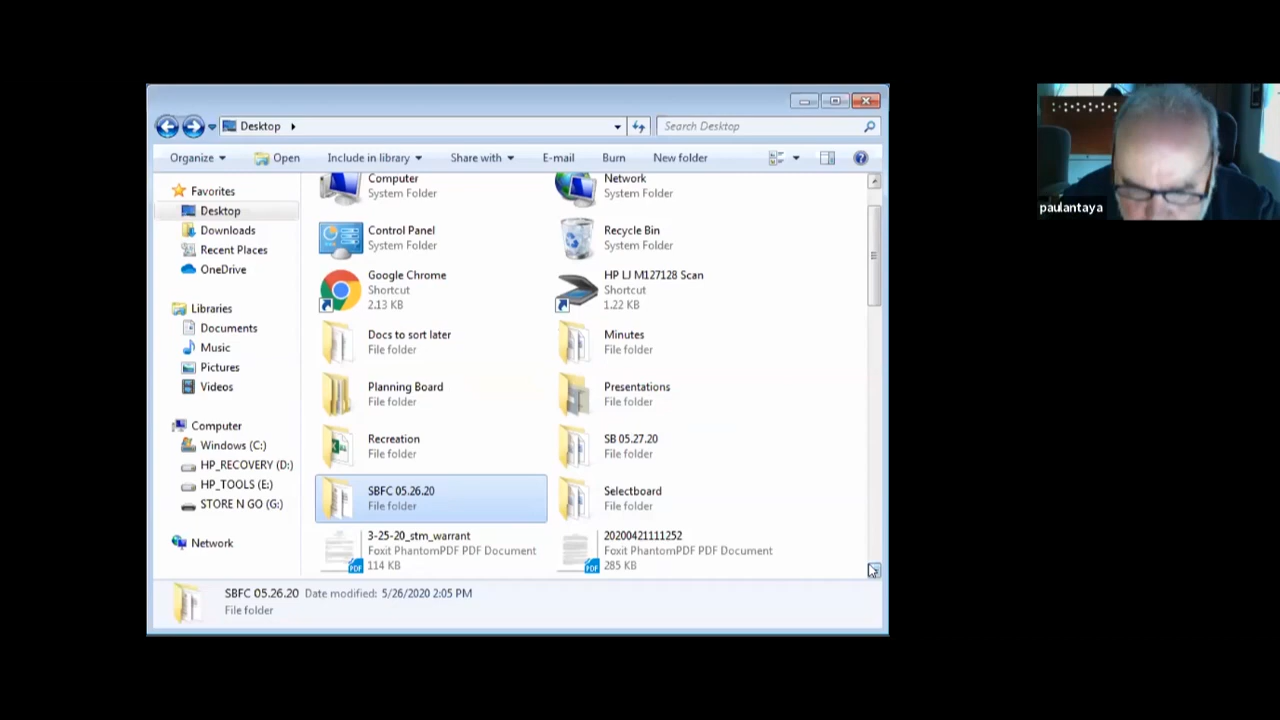 Desktop
Search Desktop
Organize Open Include in library Share with E-mail Burn New folder
Favorites
Desktop
Downloads
Recent Places
OneDrive
Libraries
Documents
Music
Pictures
Videos
Computer
Windows (C:)
HP_RECOVERY (D:)
HP_TOOLS (E:)
STORE N GO (G:)
Network
Computer
System Folder
Network
System Folder
Control Panel
System Folder
Recycle Bin
System Folder
Google Chrome
Shortcut
2.13 KB
HP LJ M127128 Scan
Shortcut
1.22 KB
Docs to sort later
File folder
Minutes
File folder
Planning Board
File folder
Presentations
File folder
Recreation
File folder
SB 05.27.20
File folder
SBFC 05.26.20
File folder
Selectboard
File folder
3-25-20_stm_warrant
Foxit PhantomPDF PDF Document
114 KB
PDF
20200421111252
Foxit PhantomPDF PDF Document
285 KB
PDF
SBFC 05.26.20 Date modified: 5/26/2020 2:05 PM
File folder
paulantaya